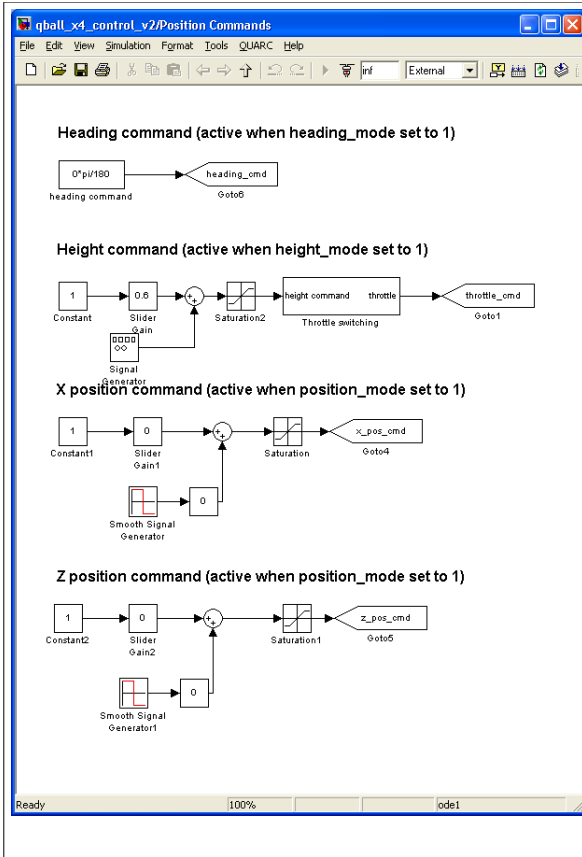 qball_x4_control_v2/Position Commands
File Edit View Simulation Format Tools QUARC Help
inf External
Heading command (active when heading_mode set to 1)
0*pi/180
heading_cmd
heading command
Goto6
Height command (active when height_mode set to 1)
1
0.6
height command
throttle
throttle_cmd
Constant
Slider
Gain
Saturation2
Throttle switching
Goto1
Signal
Generator
X position command (active when position_mode set to 1)
1
0
x_pos_cmd
Constant1
Slider
Gain1
Saturation
Goto4
0
Smooth Signal
Generator
Z position command (active when position_mode set to 1)
1
0
z_pos_cmd
Constant2
Slider
Gain2
Saturation1
Goto5
0
Smooth Signal
Generator1
Ready 100% ode1